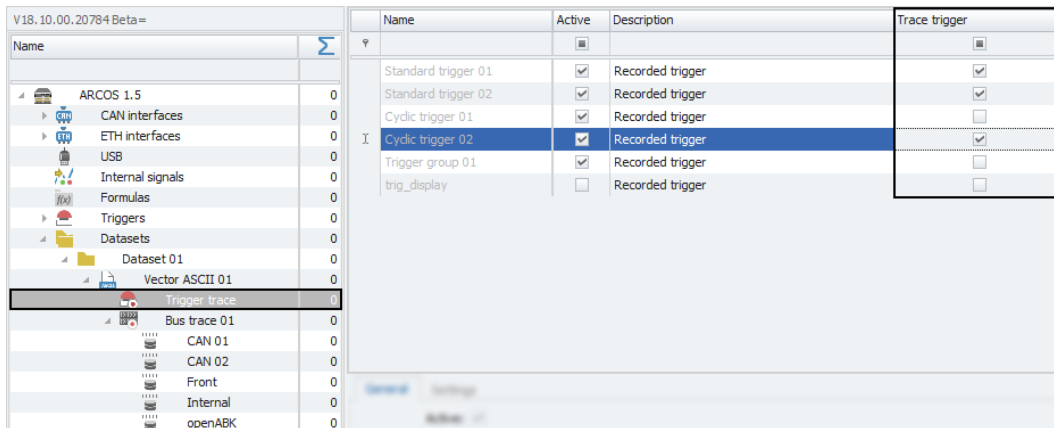 V18.10.00.20784 Beta=
Name Σ
ARCOS 1.5 0
CAN CAN interfaces 0
ETH ETH interfaces 0
USB 0
Internal signals 0
f(x) Formulas 0
Triggers 0
Datasets 0
Dataset 01 0
Vector ASCII 01 0
Trigger trace 0
Bus trace 01 0
CAN 01 0
CAN 02 0
Front 0
Internal 0
openABK 0
Name Active Description Trace trigger
Standard trigger 01 Recorded trigger
Standard trigger 02 Recorded trigger
Cyclic trigger 01 Recorded trigger
Cyclic trigger 02 Recorded trigger
Trigger group 01 Recorded trigger
trig_display Recorded trigger
General Settings
Active: